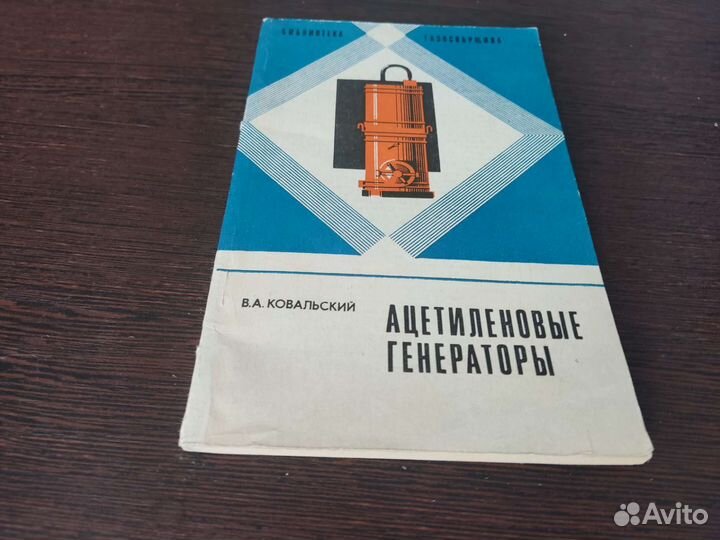 БИБЛИОТЕКА ГАЗОСВАРЩИКА
В.А. КОВАЛЬСКИЙ
АЦЕТИЛЕНОВЫЕ
ГЕНЕРАТОРЫ
Avito